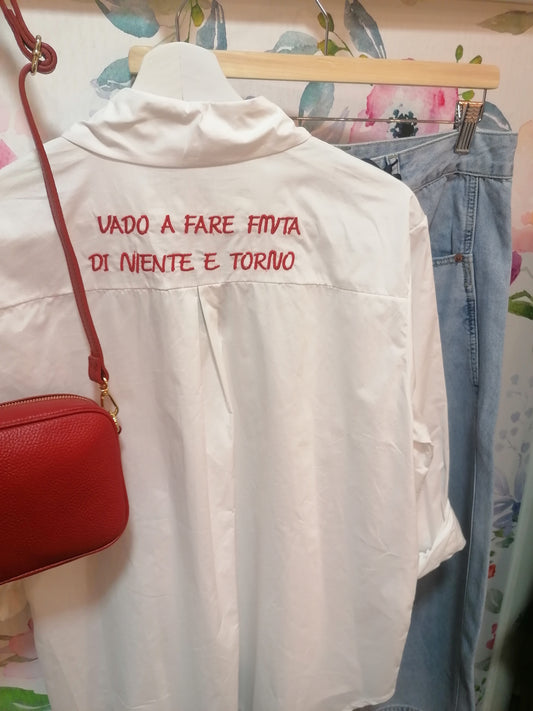 VADO A FARE FINTA
DI NIENTE E TORNO